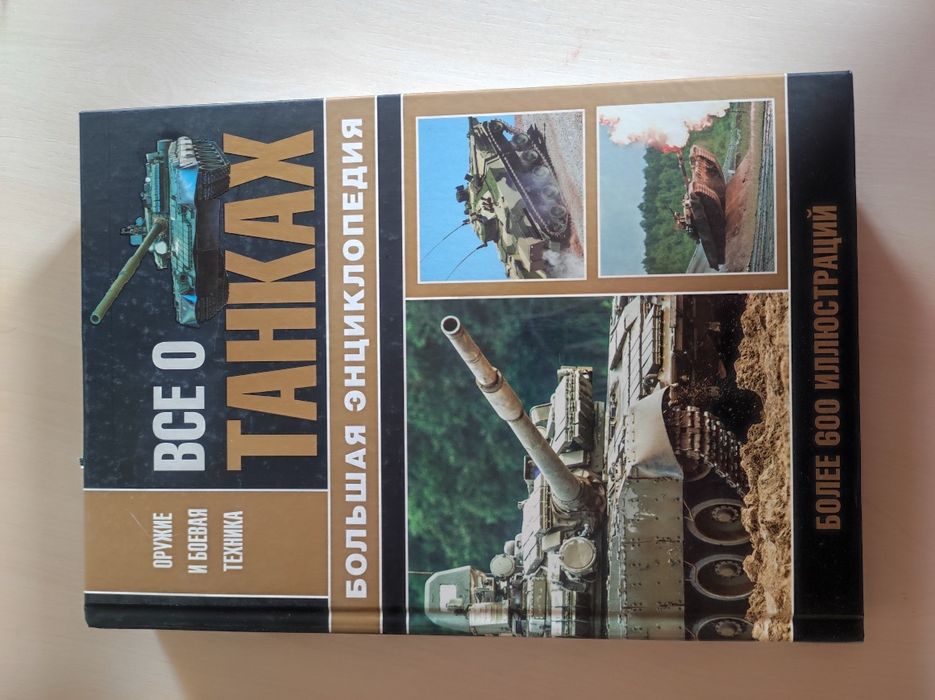 ОРУЖИЕ
И БОЕВАЯ
ТЕХНИКА
ВСЕ О
ТАНКАХ
БОЛЬШАЯ ЭНЦИКЛОПЕДИЯ
БОЛЕЕ 600 ИЛЛЮСТРАЦИЙ